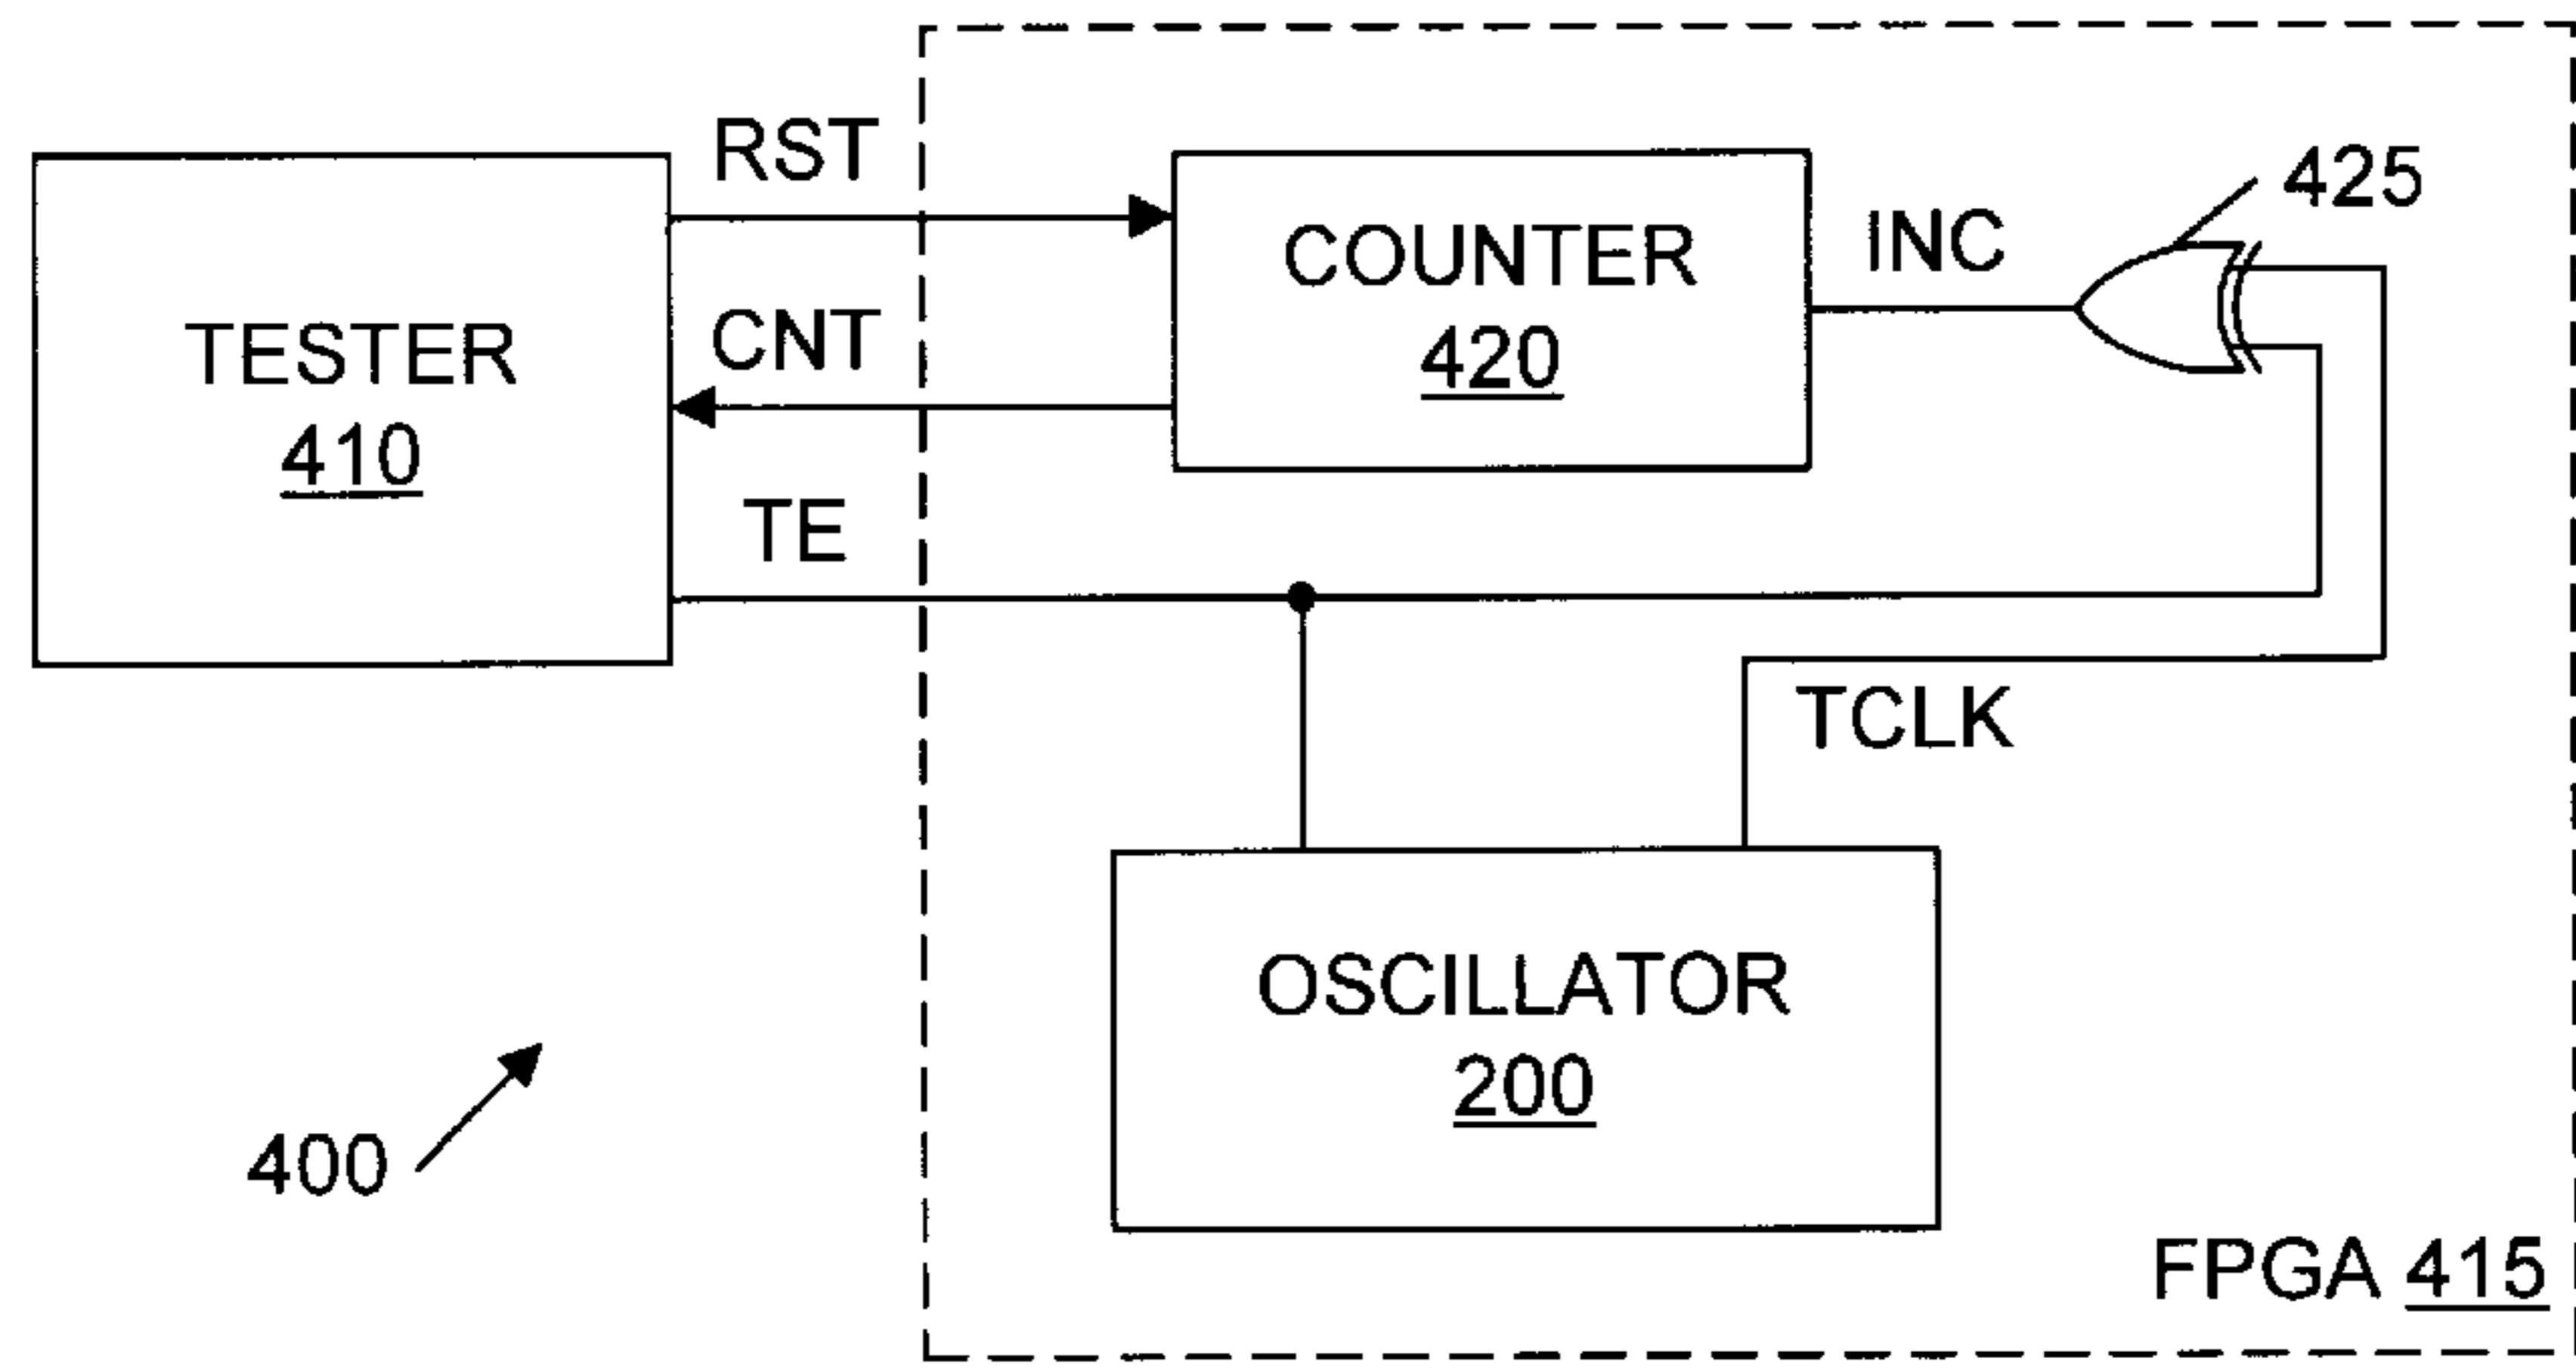 RST
CNT
TE
TESTER
410
COUNTER
420
INC
425
TCLK
OSCILLATOR
200
400
FPGA 415